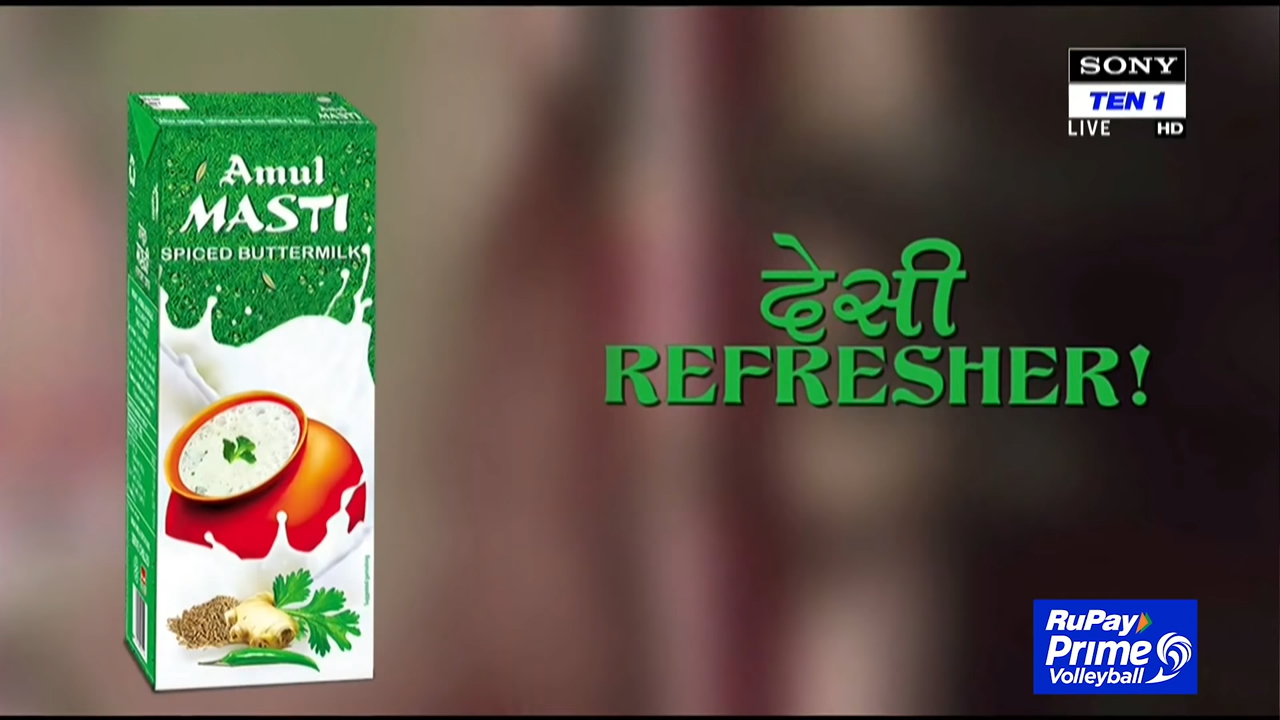 Amul
MASTI
SPICED BUTTERMILK
SONY
TEN 1
LIVE HD
देसी
REFRESHER!
RuPay
Prime
Volleyball